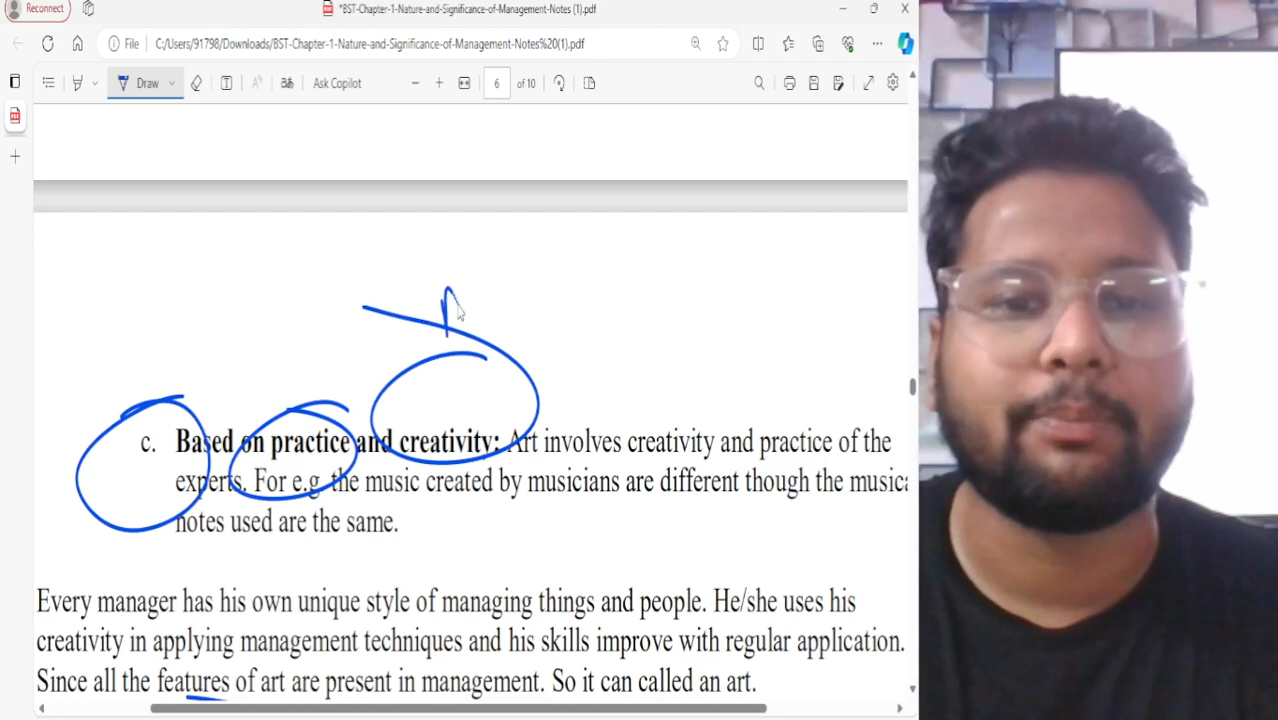 Reconnect
*BST-Chapter-1-Nature-and-Significance-of-Management-Notes (1).pdf
File C:/Users/91798/Downloads/BST-Chapter-1-Nature-and-Significance-of-Management-Notes%20(1).pdf
Draw Ask Copilot 6 of 10
c. Based on practice and creativity: Art involves creativity and practice of the
experts. For e.g. the music created by musicians are different though the musica
notes used are the same.
Every manager has his own unique style of managing things and people. He/she uses his
creativity in applying management techniques and his skills improve with regular application.
Since all the features of art are present in management. So it can called an art.